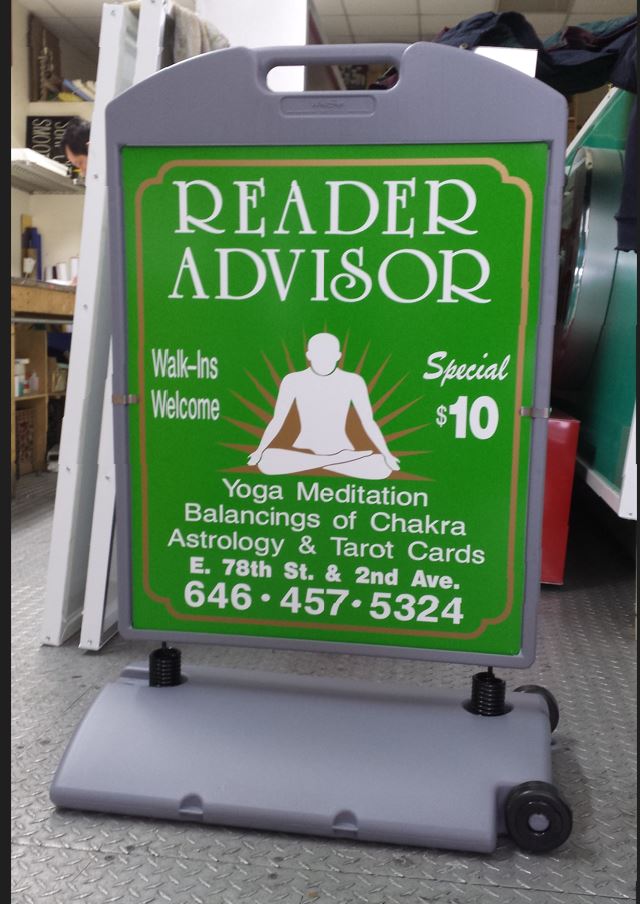 READER
ADVISOR
Walk-Ins
Welcome
Special
$10
Yoga Meditation
Balancings of Chakra
Astrology & Tarot Cards
E. 78th St. & 2nd Ave.
646•457•5324